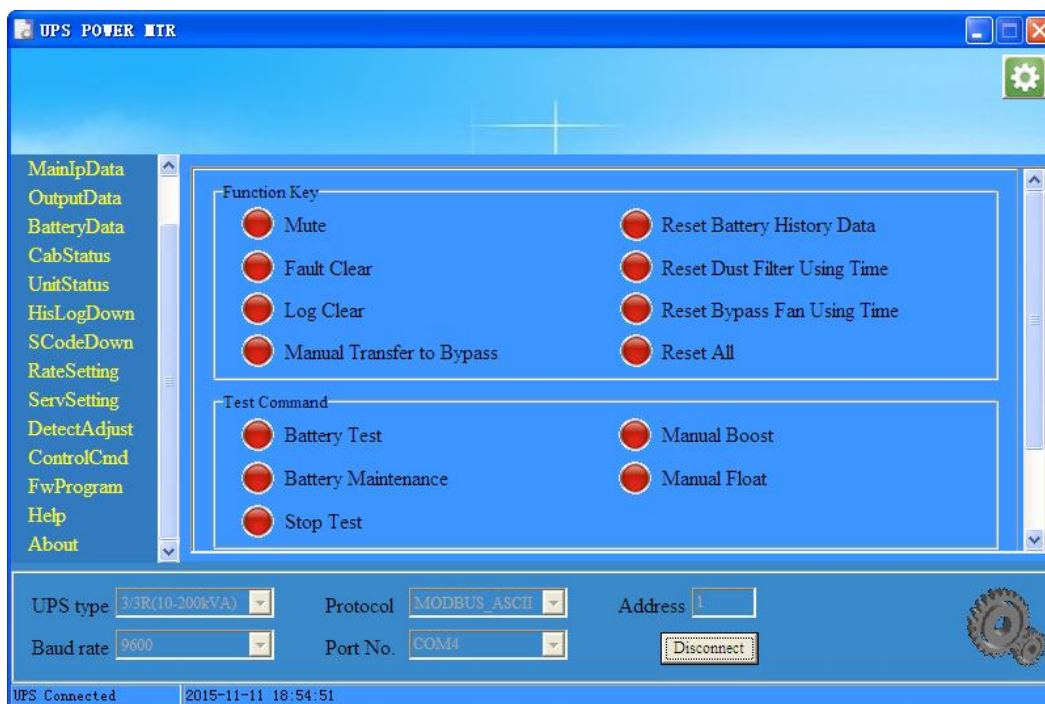 UPS POWER MTR
MainIpData
OutputData
BatteryData
CabStatus
UnitStatus
HisLogDown
SCodeDown
RateSetting
ServSetting
DetectAdjust
ControlCmd
FwProgram
Help
About
Function Key
Mute
Fault Clear
Log Clear
Manual Transfer to Bypass
Reset Battery History Data
Reset Dust Filter Using Time
Reset Bypass Fan Using Time
Reset All
Test Command
Battery Test
Battery Maintenance
Stop Test
Manual Boost
Manual Float
UPS type 3/3R(10-200kVA) Protocol MODBUS_ASCII Address 1
Baud rate 9600 Port No. COM4 Disconnect
UPS Connected 2015-11-11 18:54:51